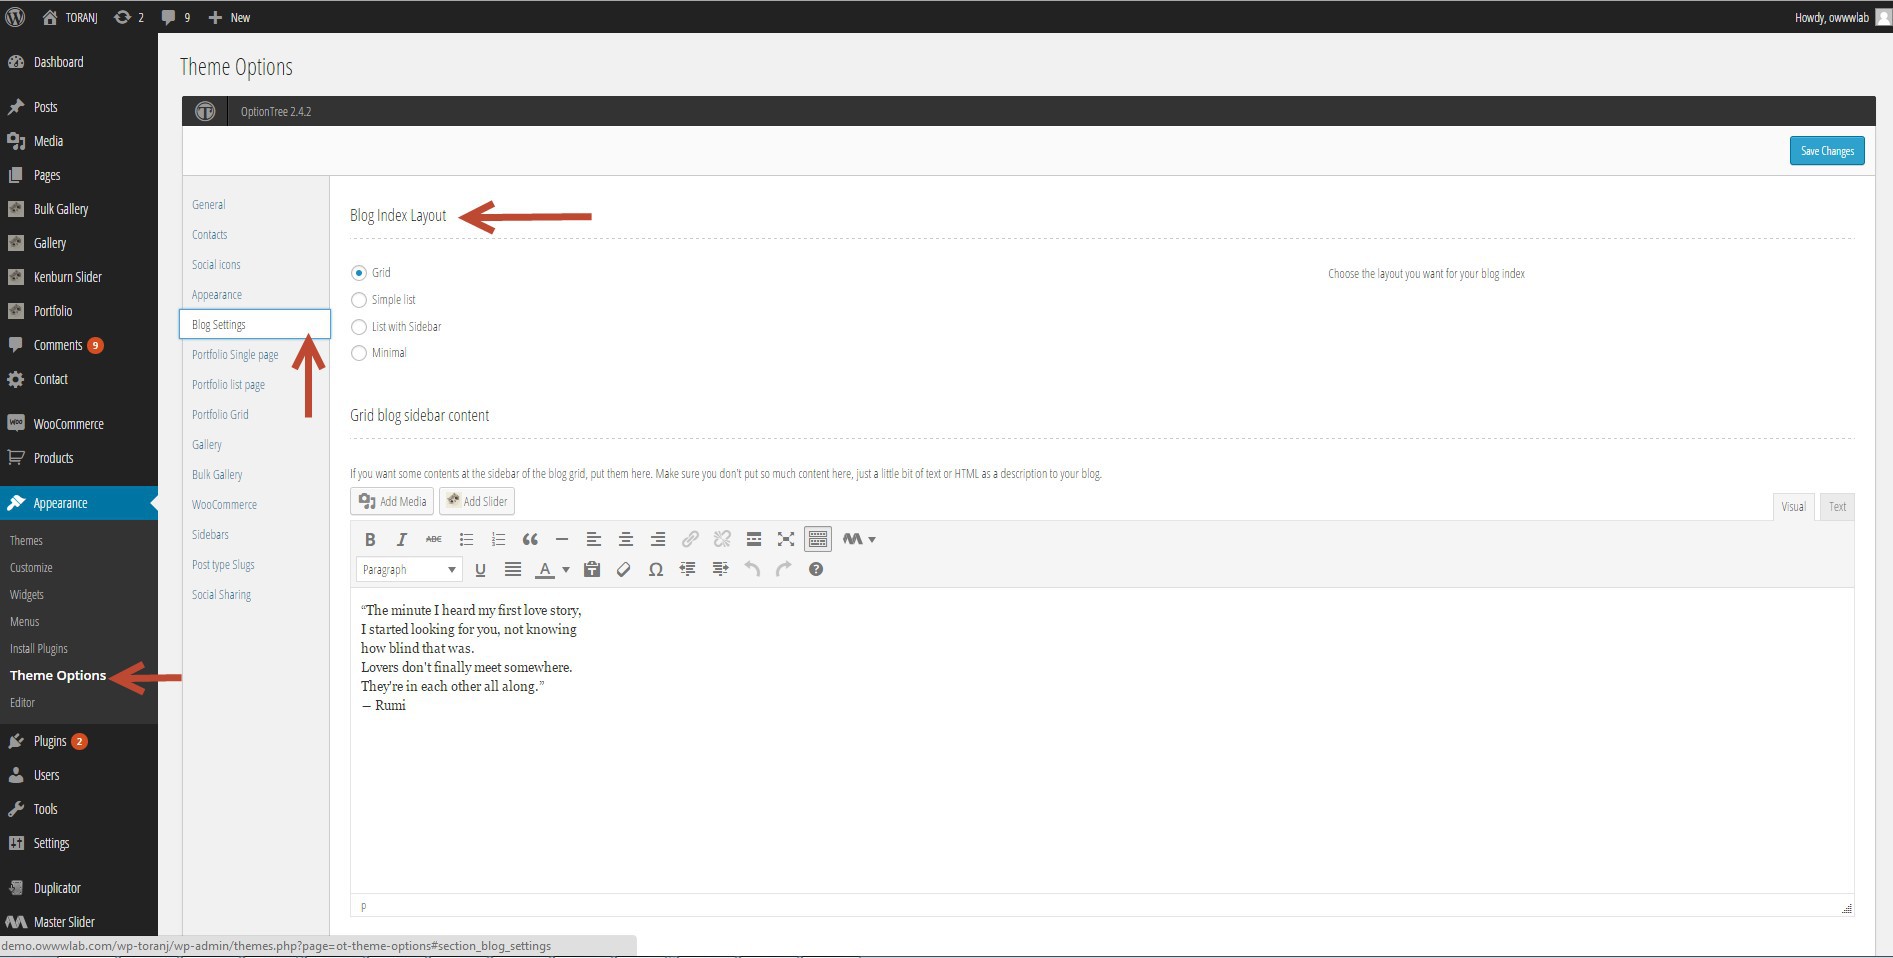 TORANJ 2 9 New Howdy, owwwlab
Dashboard
Posts
Media
Pages
Bulk Gallery
Gallery
Kenburn Slider
Portfolio
Comments 9
Contact
WooCommerce
Products
Appearance
Themes
Customize
Widgets
Menus
Install Plugins
Theme Options
Editor
Plugins 2
Users
Tools
Settings
Duplicator
Master Slider
Theme Options
OptionTree 2.4.2
Save Changes
General
Contacts
Social icons
Appearance
Blog Settings
Portfolio Single page
Portfolio list page
Portfolio Grid
Gallery
Bulk Gallery
WooCommerce
Sidebars
Post type Slugs
Social Sharing
Blog Index Layout
Grid
Simple list
List with Sidebar
Minimal
Choose the layout you want for your blog index
Grid blog sidebar content
If you want some contents at the sidebar of the blog grid, put them here. Make sure you don't put so much content here, just a little bit of text or HTML as a description to your blog.
Add Media Add Slider
Visual Text
B I ABC
Paragraph U A Ω
“The minute I heard my first love story,
I started looking for you, not knowing
how blind that was.
Lovers don't finally meet somewhere.
They're in each other all along.”
― Rumi
p
demo.owwwlab.com/wp-toranj/wp-admin/themes.php?page=ot-theme-options#section_blog_settings